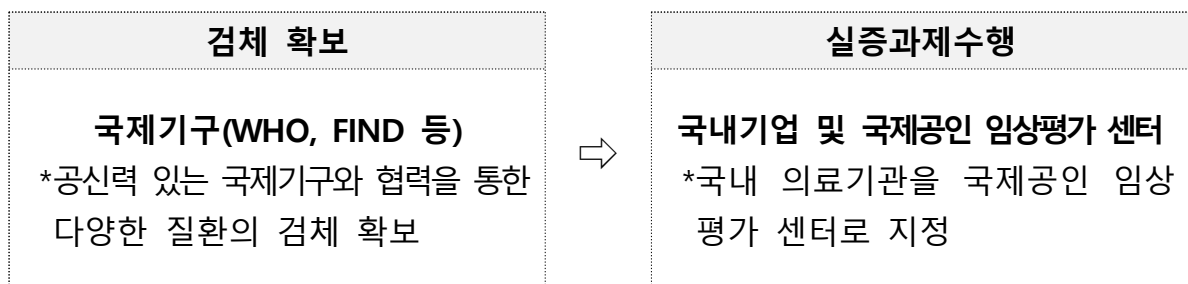 검체 확보
국제기구(WHO, FIND 등)
*공신력 있는 국제기구와 협력을 통한
다양한 질환의 검체 확보
⇨
실증과제수행
국내기업 및 국제공인 임상평가 센터
*국내 의료기관을 국제공인 임상
평가 센터로 지정